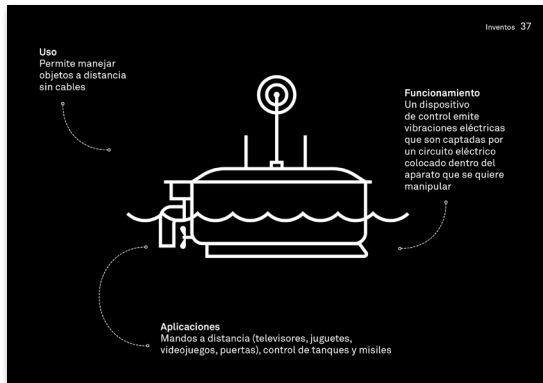 Inventos 37
Uso
Permite manejar
objetos a distancia
sin cables
Funcionamiento
Un dispositivo
de control emite
vibraciones eléctricas
que son captadas por
un circuito eléctrico
colocado dentro del
aparato que se quiere
manipular
Aplicaciones
Mandos a distancia (televisores, juguetes,
videojuegos, puertas), control de tanques y misiles